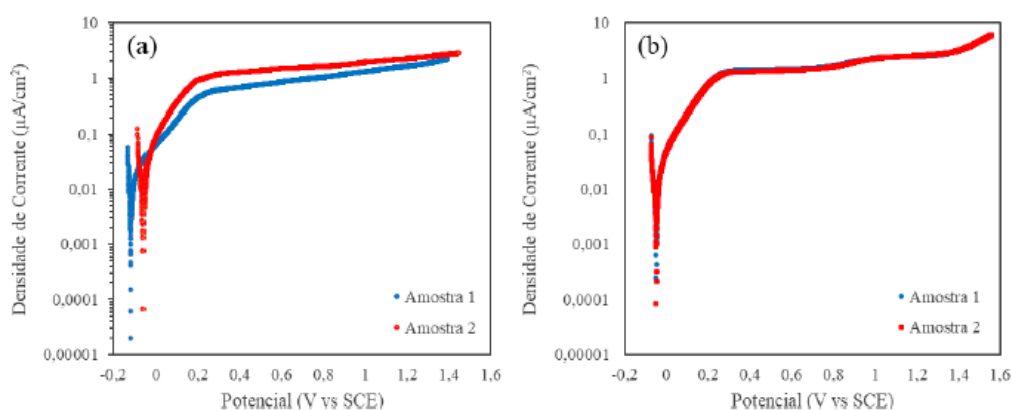 (a)
Densidade de Corrente (µA/cm²)
10
1
0,1
0,01
0,001
0,0001
0,00001
-0,2 0 0,2 0,4 0,6 0,8 1 1,2 1,4 1,6
Potencial (V vs SCE)
Amostra 1
Amostra 2
(b)
Densidade de Corrente (µA/cm²)
10
1
0,1
0,01
0,001
0,0001
0,00001
-0,2 0 0,2 0,4 0,6 0,8 1 1,2 1,4 1,6
Potencial (V vs SCE)
Amostra 1
Amostra 2